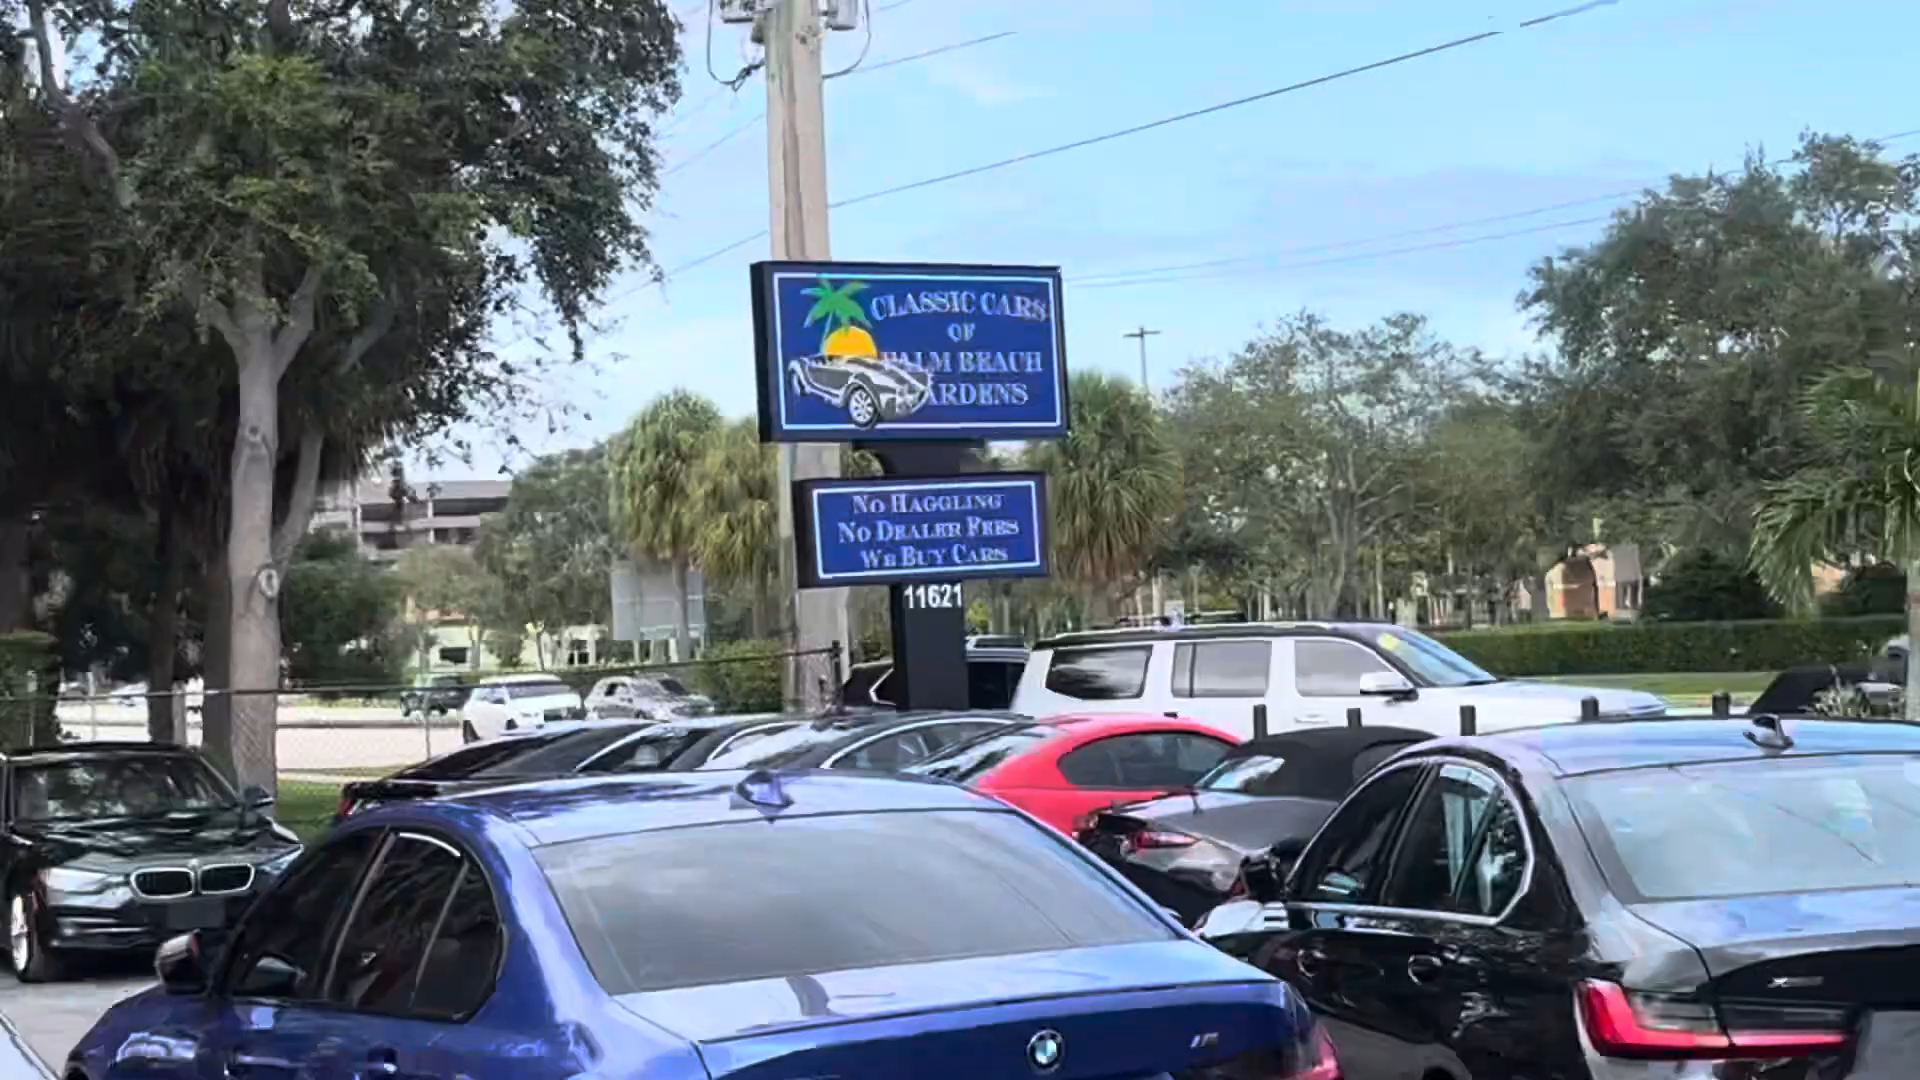 CLASSIC CARS
OF
PALM BEACH
GARDENS
NO HAGGLING
NO DEALER FEES
WE BUY CARS
11621